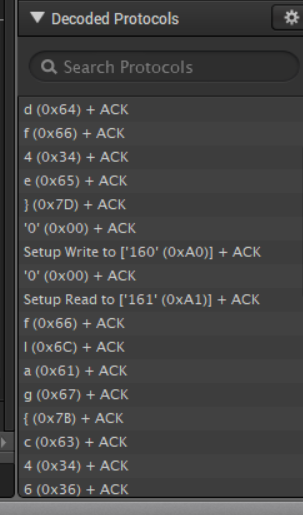 Decoded Protocols
Search Protocols
d (0x64) + ACK
f (0x66) + ACK
4 (0x34) + ACK
e (0x65) + ACK
} (0x7D) + ACK
'0' (0x00) + ACK
Setup Write to ['160' (0xA0)] + ACK
'0' (0x00) + ACK
Setup Read to ['161' (0xA1)] + ACK
f (0x66) + ACK
l (0x6C) + ACK
a (0x61) + ACK
g (0x67) + ACK
{ (0x7B) + ACK
c (0x63) + ACK
4 (0x34) + ACK
6 (0x36) + ACK